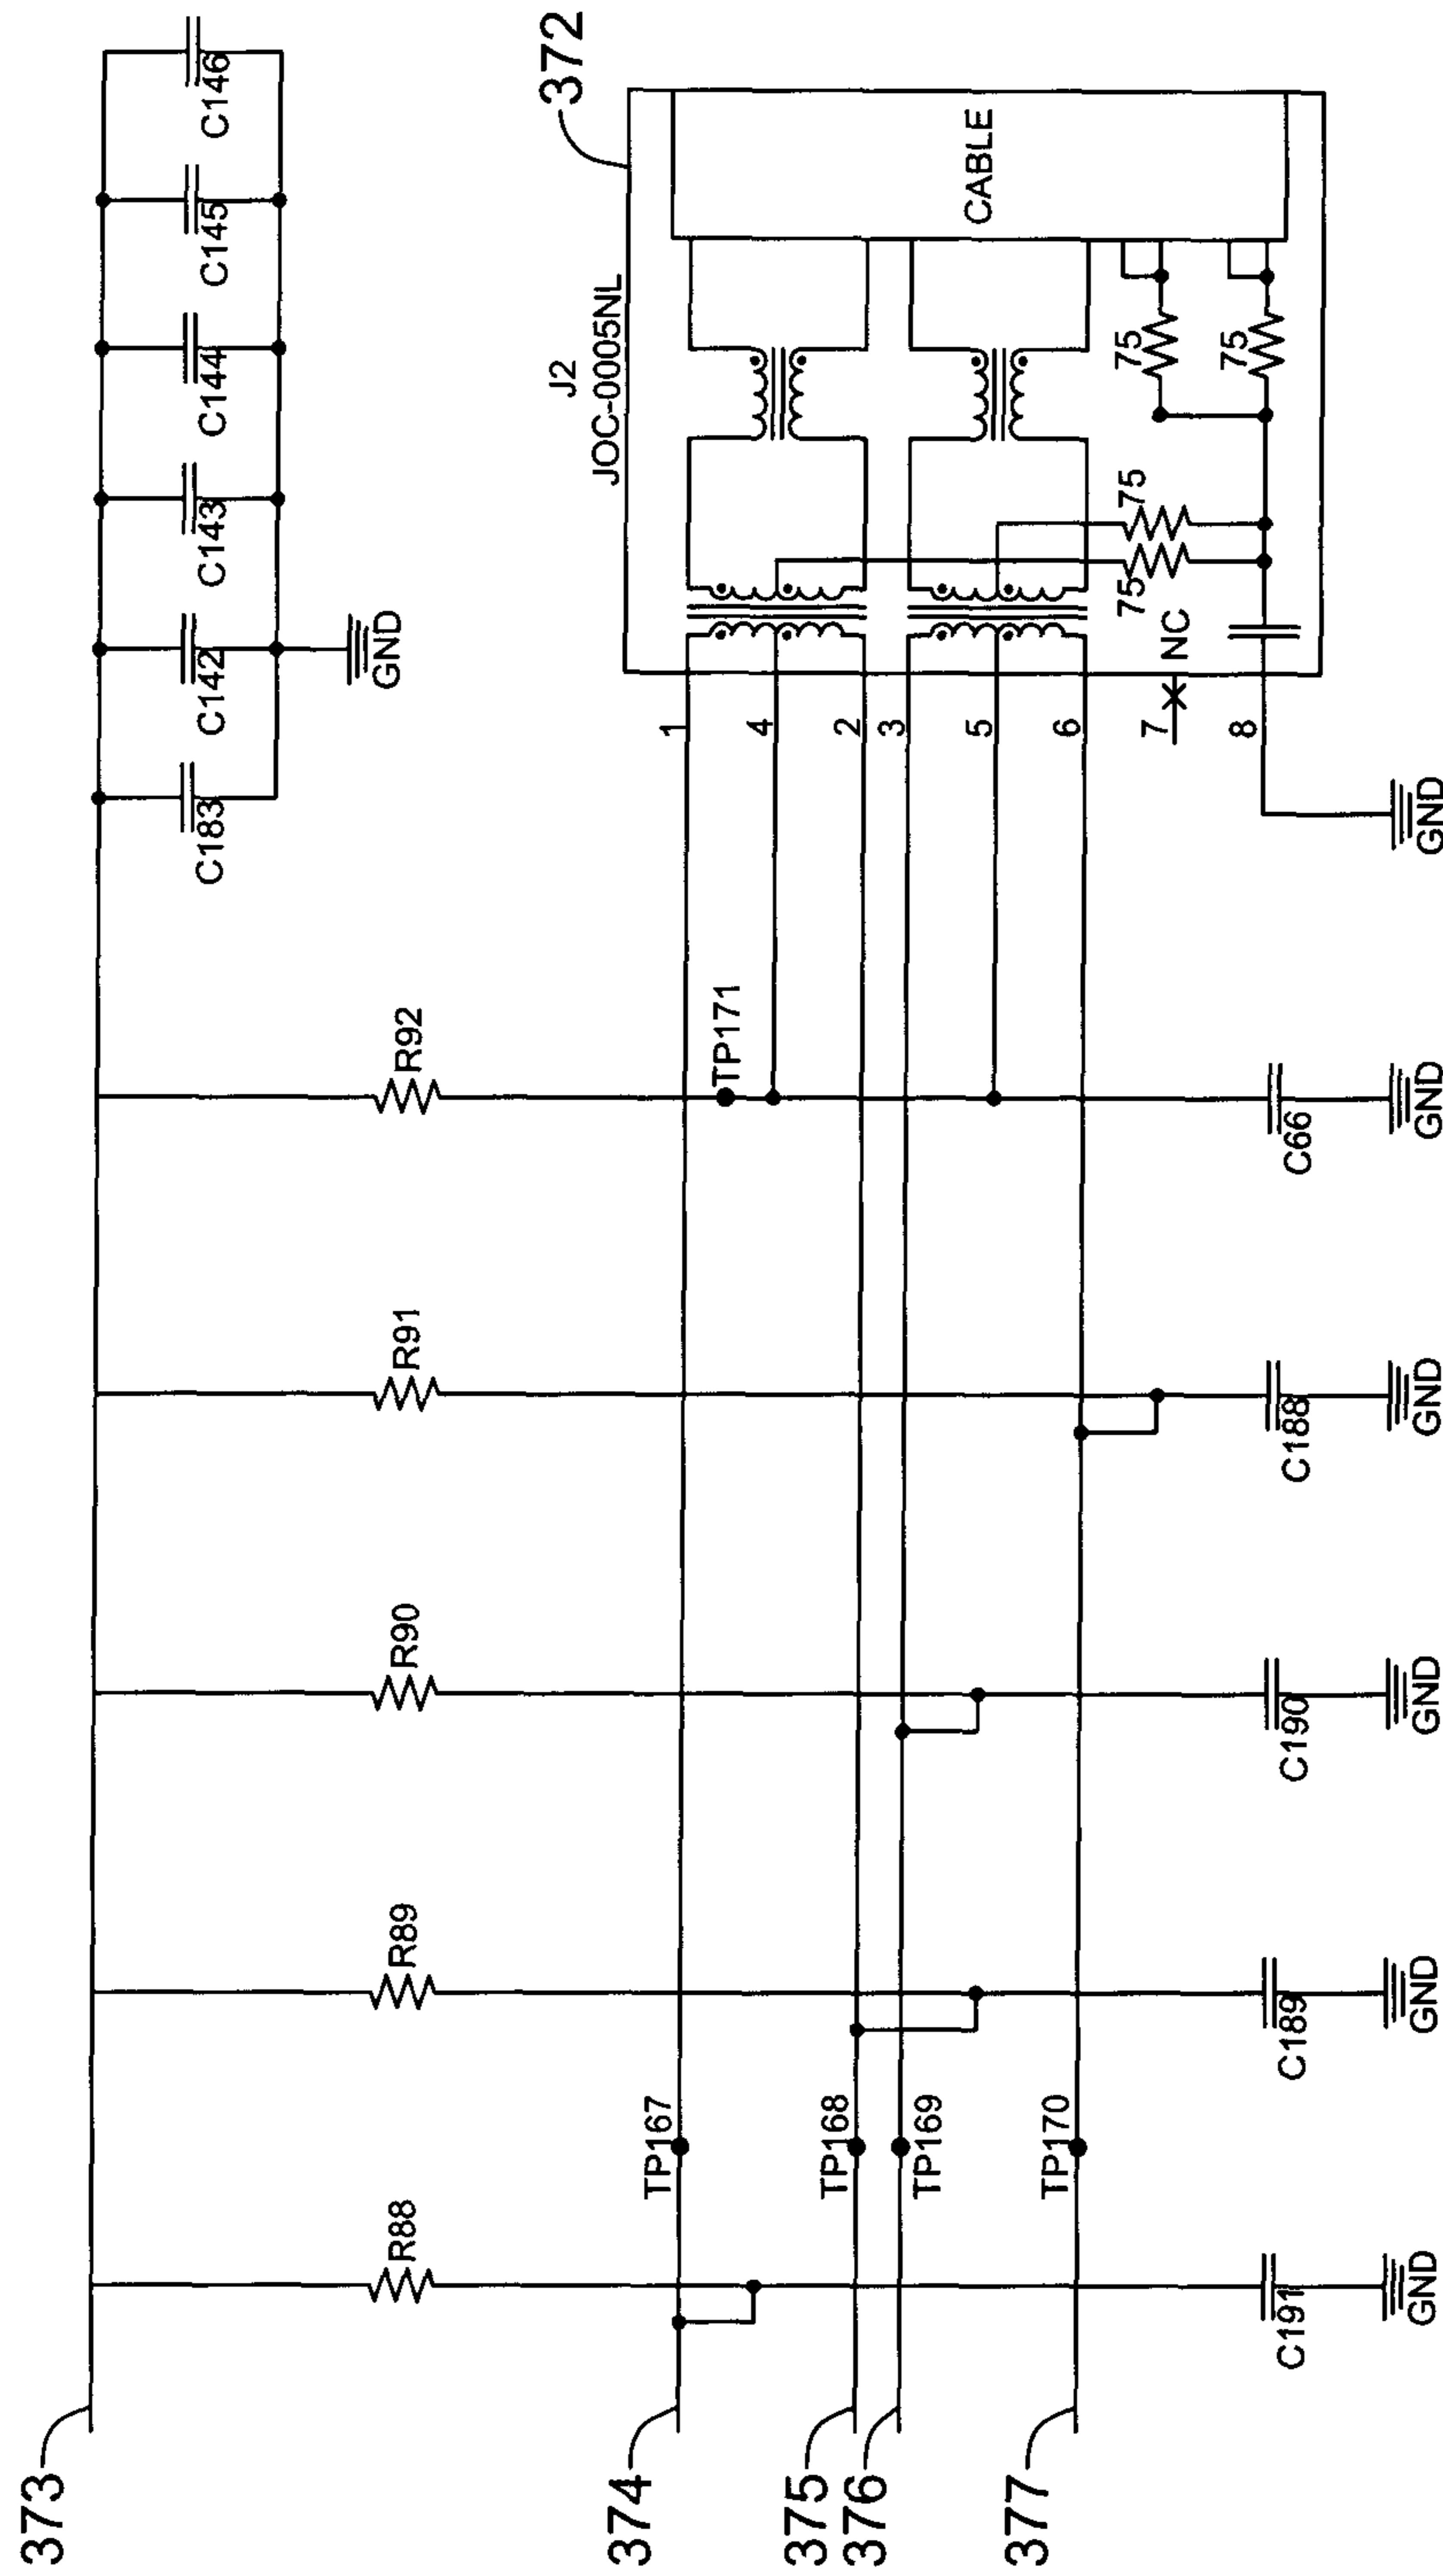 C183
C142
C143
C144
C145
C146
GND
373
R88
R89
R90
R91
R92
372
J2
JOC-0005NL
CABLE
374
TP167
TP171
1
4
375
TP168
2
376
TP169
3
5
377
TP170
6
7
NC
8
75
75
75
75
C191
C189
C190
C188
C66
GND
GND
GND
GND
GND
GND